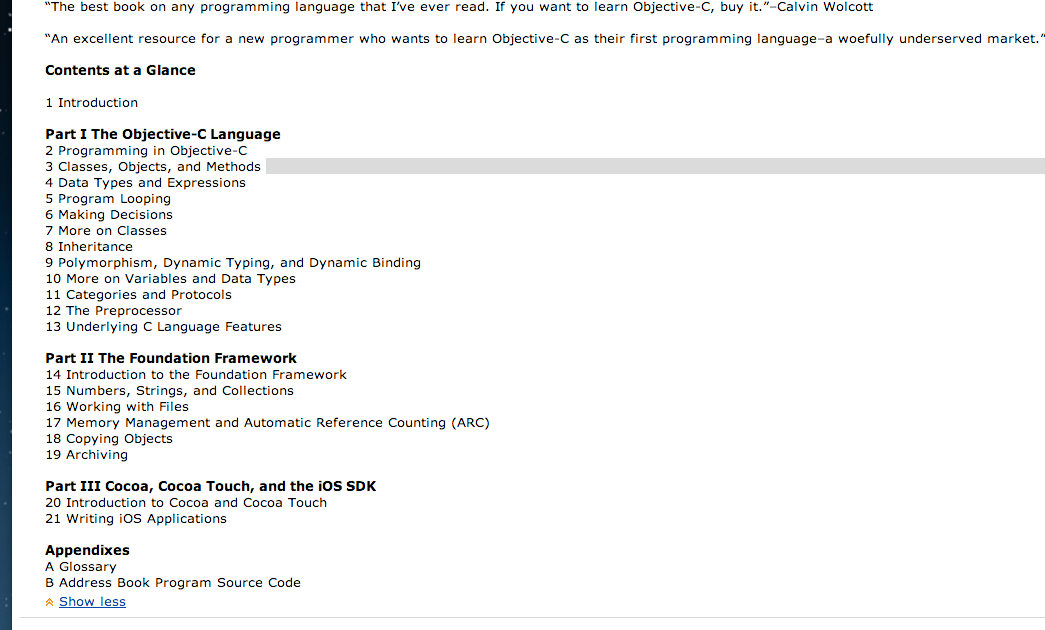 “The best book on any programming language that I’ve ever read. If you want to learn Objective-C, buy it.”–Calvin Wolcott
“An excellent resource for a new programmer who wants to learn Objective-C as their first programming language–a woefully underserved market.”
Contents at a Glance
1 Introduction
Part I The Objective-C Language
2 Programming in Objective-C
3 Classes, Objects, and Methods
4 Data Types and Expressions
5 Program Looping
6 Making Decisions
7 More on Classes
8 Inheritance
9 Polymorphism, Dynamic Typing, and Dynamic Binding
10 More on Variables and Data Types
11 Categories and Protocols
12 The Preprocessor
13 Underlying C Language Features
Part II The Foundation Framework
14 Introduction to the Foundation Framework
15 Numbers, Strings, and Collections
16 Working with Files
17 Memory Management and Automatic Reference Counting (ARC)
18 Copying Objects
19 Archiving
Part III Cocoa, Cocoa Touch, and the iOS SDK
20 Introduction to Cocoa and Cocoa Touch
21 Writing iOS Applications
Appendixes
A Glossary
B Address Book Program Source Code
Show less